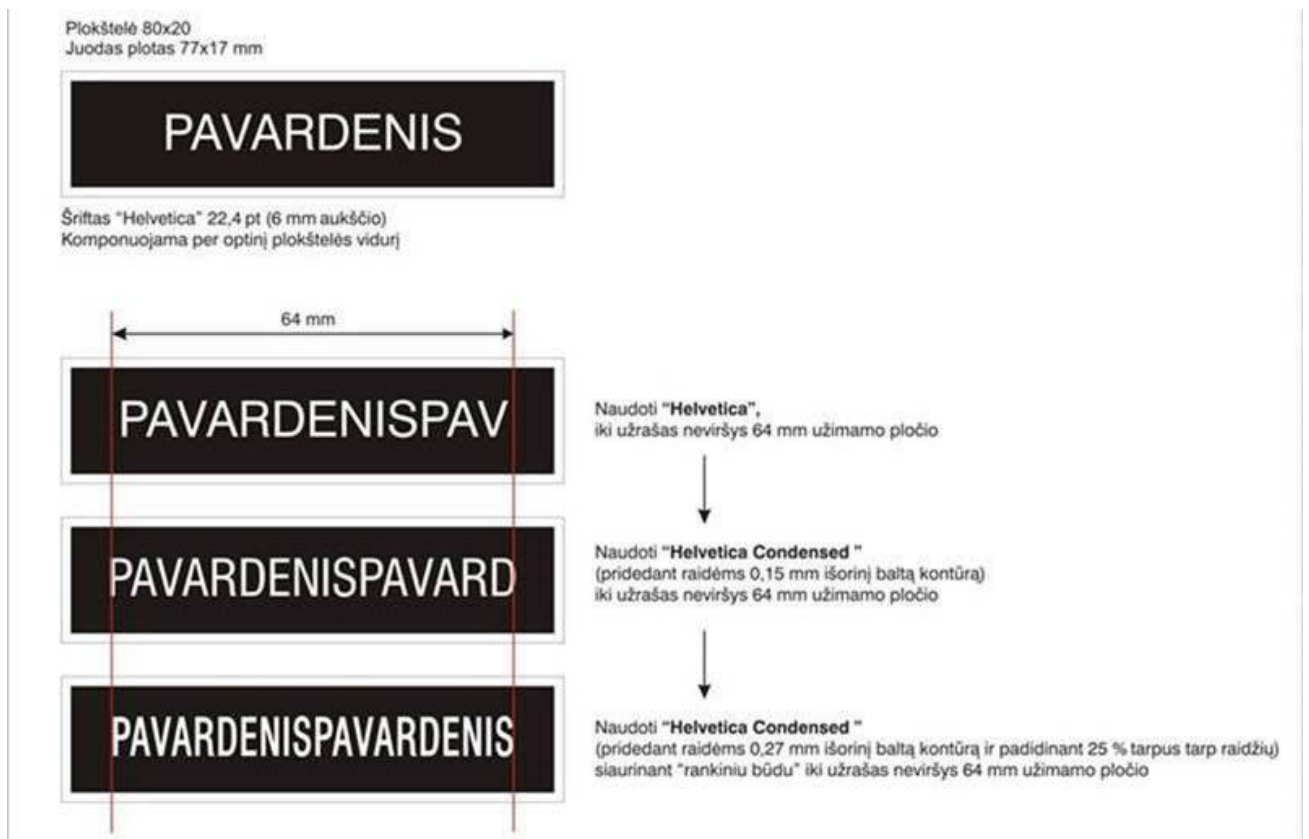 Plokštelė 80x20
Juodas plotas 77x17 mm
PAVARDENIS
Šriftas "Helvetica" 22,4 pt (6 mm aukščio)
Komponuojama per optinį plokštelės vidurį
64 mm
PAVARDENISPAV
Naudoti "Helvetica",
iki užrašas neviršys 64 mm užimamo pločio
PAVARDENISPAVARD
Naudoti "Helvetica Condensed "
(pridedant raidėms 0,15 mm išorinį baltą kontūrą)
iki užrašas neviršys 64 mm užimamo pločio
PAVARDENISPAVARDENIS
Naudoti "Helvetica Condensed "
(pridedant raidėms 0,27 mm išorinį baltą kontūrą ir padidinant 25 % tarpus tarp raidžių)
siaurinant "rankiniu būdu" iki užrašas neviršys 64 mm užimamo pločio